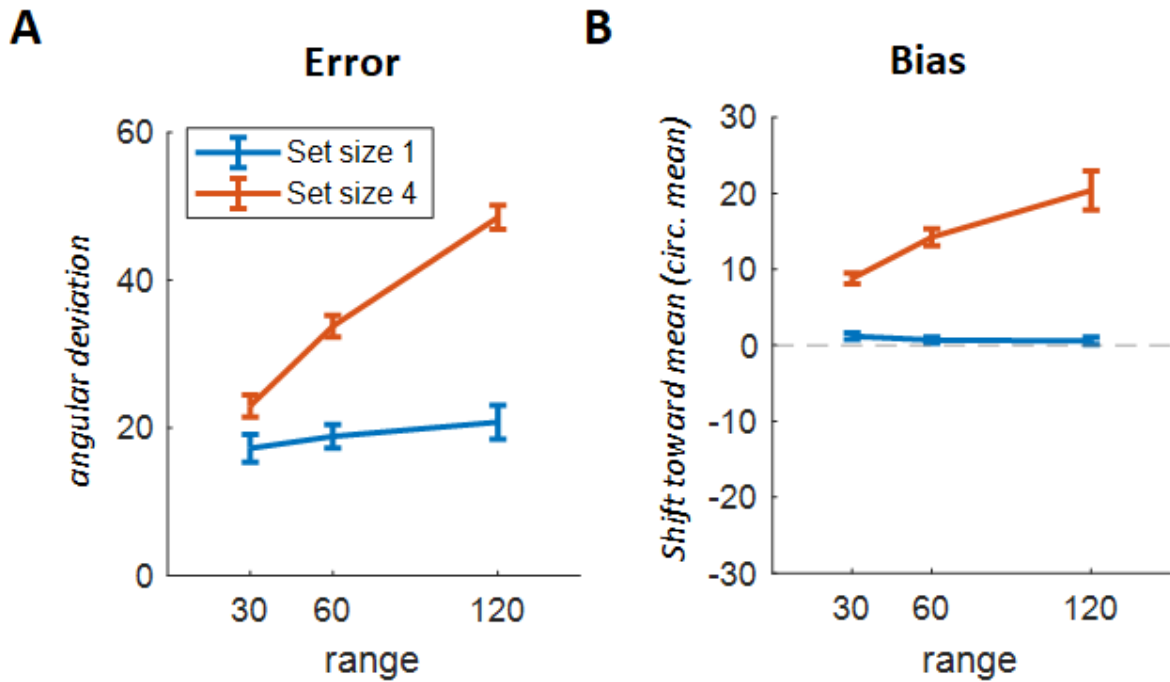 A
Error
60
40
20
0
angular deviation
Set size 1
Set size 4
30 60 120
range
B
Bias
30
20
10
0
-10
-20
-30
Shift toward mean (circ. mean)
30 60 120
range